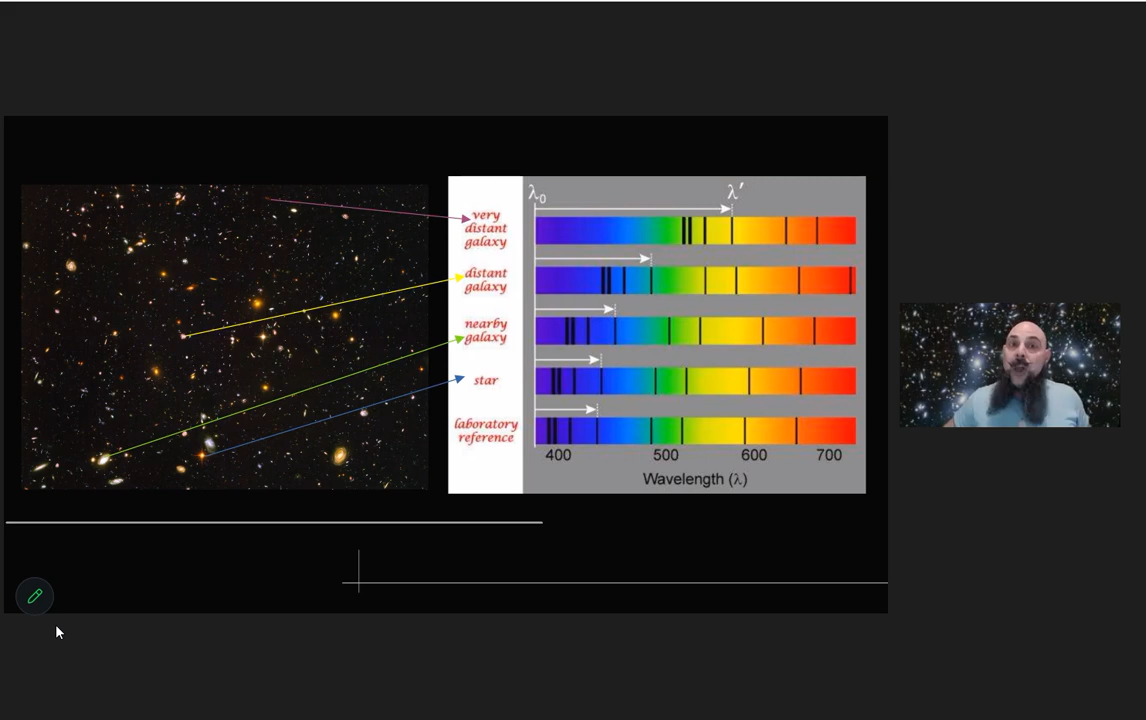 λ₀
λ′
very
distant
galaxy
distant
galaxy
nearby
galaxy
star
laboratory
reference
400
500
600
700
Wavelength (λ)